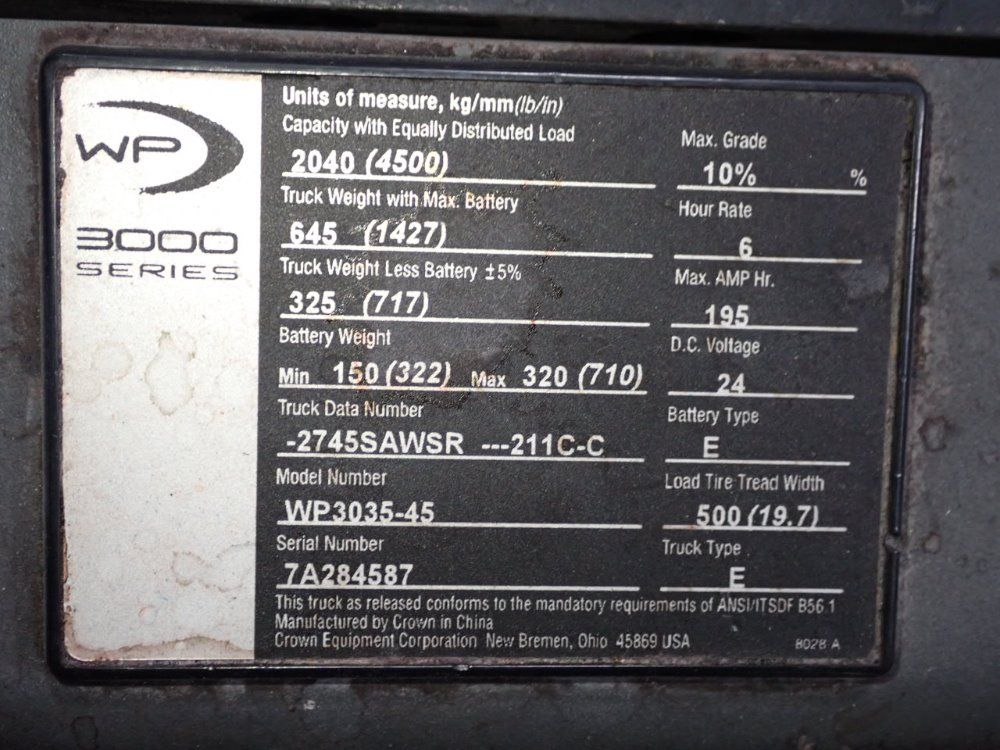 WP
3000
SERIES
Units of measure, kg/mm(lb/in)
Capacity with Equally Distributed Load
2040 (4500)
Truck Weight with Max. Battery
645 (1427)
Truck Weight Less Battery ±5%
325 (717)
Battery Weight
Min 150 (322) Max 320 (710)
Truck Data Number
-2745SAWSR ---211C-C
Model Number
WP3035-45
Serial Number
7A284587
Max. Grade
10% %
Hour Rate
6
Max. AMP Hr.
195
D.C. Voltage
24
Battery Type
E
Load Tire Tread Width
500 (19.7)
Truck Type
E
This truck as released conforms to the mandatory requirements of ANSI/ITSDF B56.1
Manufactured by Crown in China
Crown Equipment Corporation New Bremen, Ohio 45869 USA
8028 A